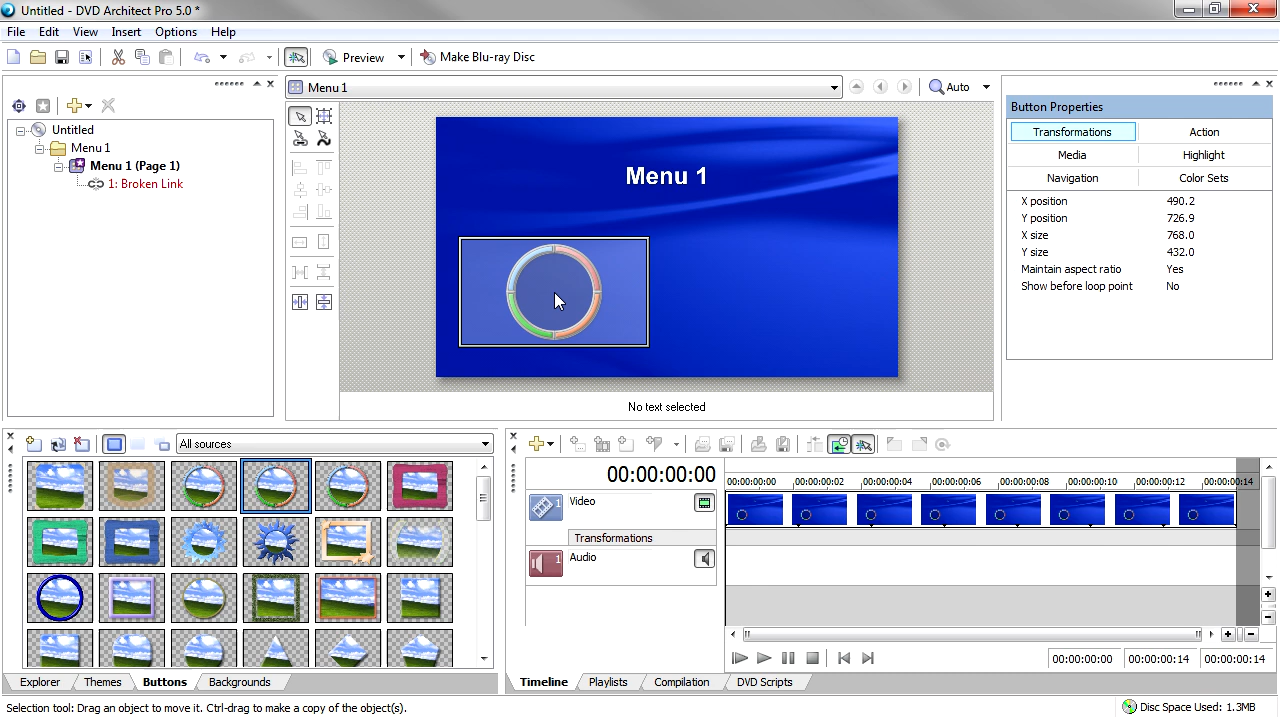 Untitled - DVD Architect Pro 5.0 *
File Edit View Insert Options Help
Preview Make Blu-ray Disc
Menu 1 Auto
Untitled
Menu 1
Menu 1 (Page 1)
1: Broken Link
Menu 1
No text selected
Button Properties
Transformations Action
Media Highlight
Navigation Color Sets
X position 490.2
Y position 726.9
X size 768.0
Y size 432.0
Maintain aspect ratio Yes
Show before loop point No
All sources
Explorer Themes Buttons Backgrounds
00:00:00:00
00:00:00:00 00:00:00:02 00:00:00:04 00:00:00:06 00:00:00:08 00:00:00:10 00:00:00:12 00:00:00:14
1 Video
Transformations
1 Audio
00:00:00:00 00:00:00:14 00:00:00:14
Timeline Playlists Compilation DVD Scripts
Selection tool: Drag an object to move it. Ctrl-drag to make a copy of the object(s).
Disc Space Used: 1.3MB